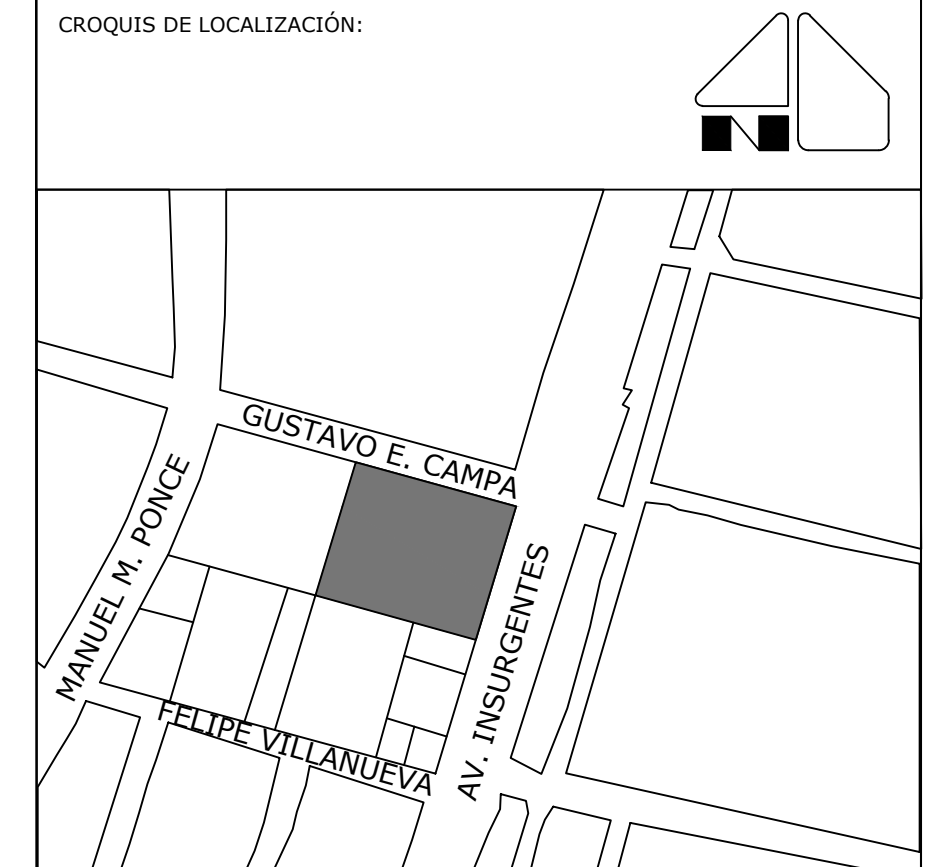 CROQUIS DE LOCALIZACIÓN:
N
GUSTAVO E. CAMPA
MANUEL M. PONCE
AV. INSURGENTES
FELIPE VILLANUEVA